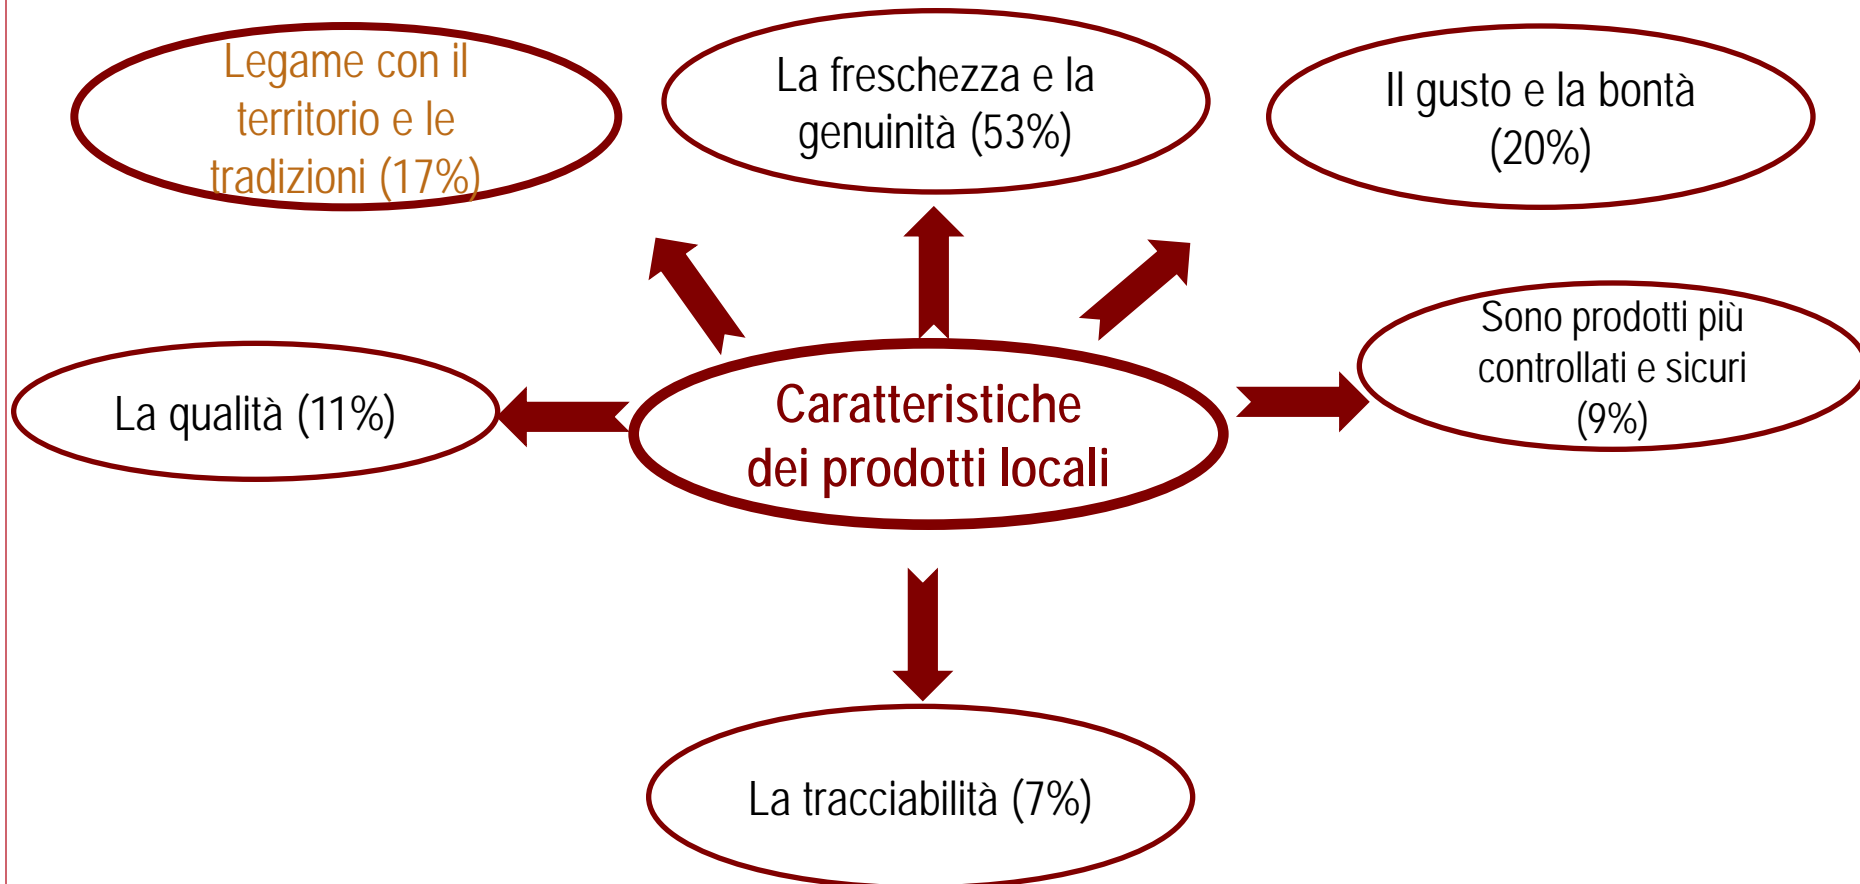 Legame con il
territorio e le
tradizioni (17%)
La freschezza e la
genuinità (53%)
Il gusto e la bontà
(20%)
Sono prodotti più
controllati e sicuri
(9%)
La qualità (11%)
Caratteristiche
dei prodotti locali
La tracciabilità (7%)